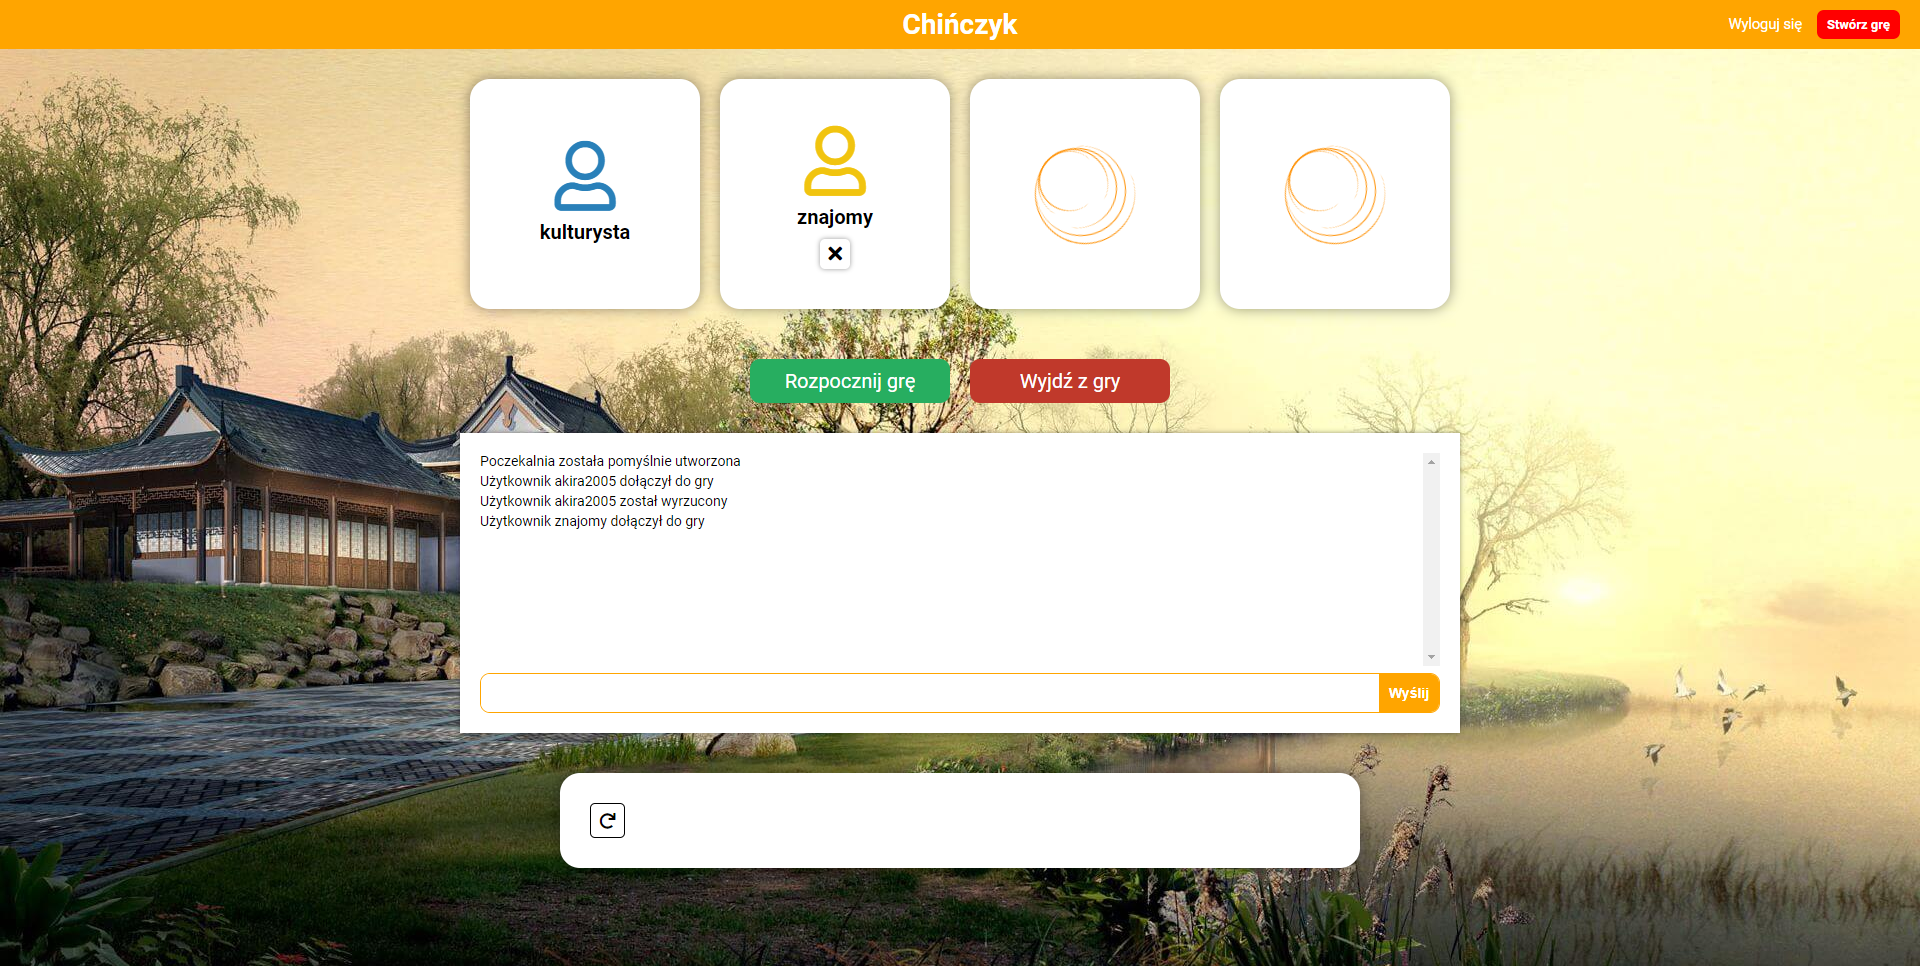 Chińczyk
Wyloguj się
Stwórz grę
kulturysta
znajomy
Rozpocznij grę
Wyjdź z gry
Poczekalnia została pomyślnie utworzona
Użytkownik akira2005 dołączył do gry
Użytkownik akira2005 został wyrzucony
Użytkownik znajomy dołączył do gry
Wyślij